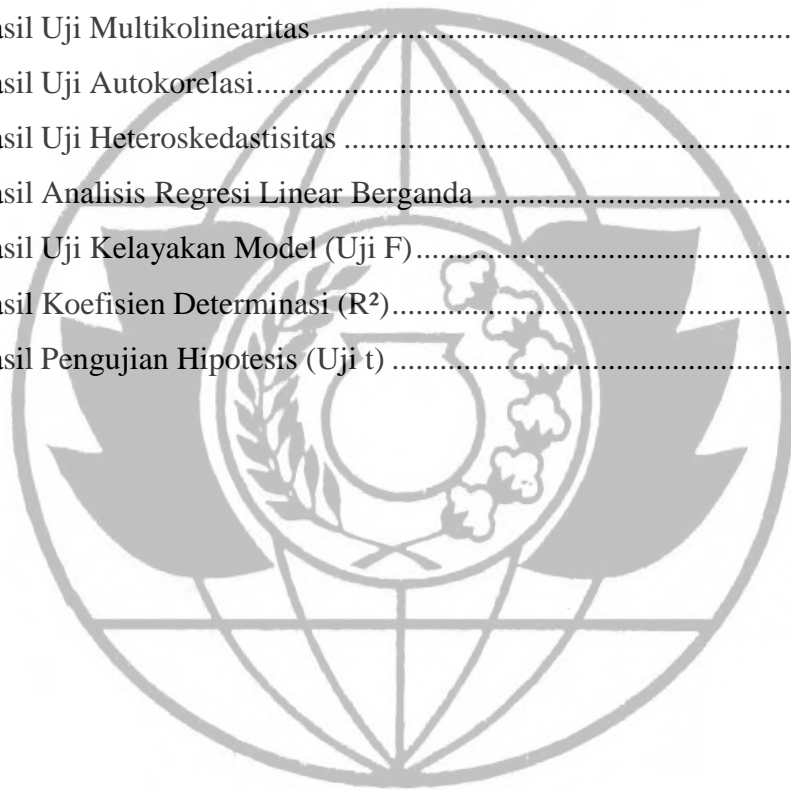 asil Uji Multikolinearitas.....................................................................
asil Uji Autokorelasi............................................................................
asil Uji Heteroskedastisitas .................................................................
asil Analisis Regresi Linear Berganda ................................................
asil Uji Kelayakan Model (Uji F)........................................................
asil Koefisien Determinasi (R²)...........................................................
asil Pengujian Hipotesis (Uji t) ...........................................................